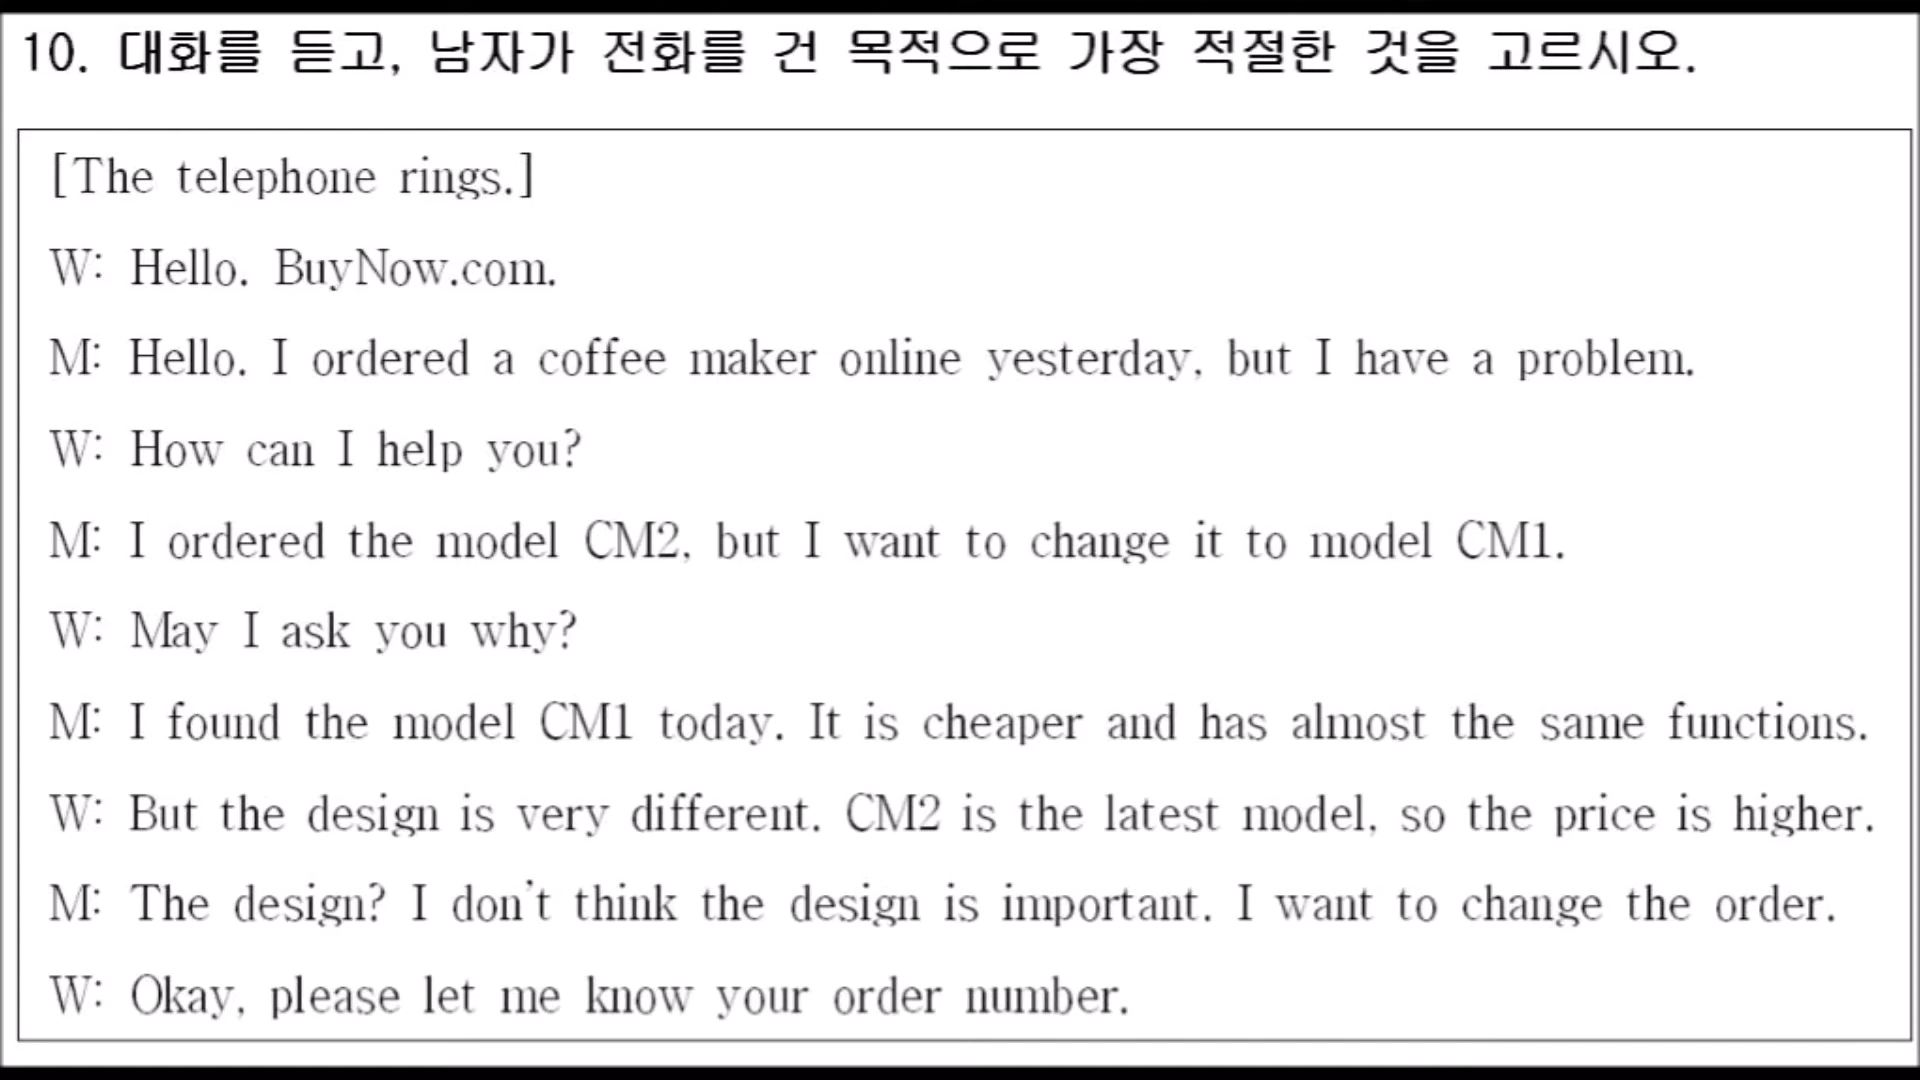 10. 대화를 듣고, 남자가 전화를 건 목적으로 가장 적절한 것을 고르시오.
[The telephone rings.]
W: Hello. BuyNow.com.
M: Hello. I ordered a coffee maker online yesterday, but I have a problem.
W: How can I help you?
M: I ordered the model CM2, but I want to change it to model CM1.
W: May I ask you why?
M: I found the model CM1 today. It is cheaper and has almost the same functions.
W: But the design is very different. CM2 is the latest model, so the price is higher.
M: The design? I don't think the design is important. I want to change the order.
W: Okay, please let me know your order number.